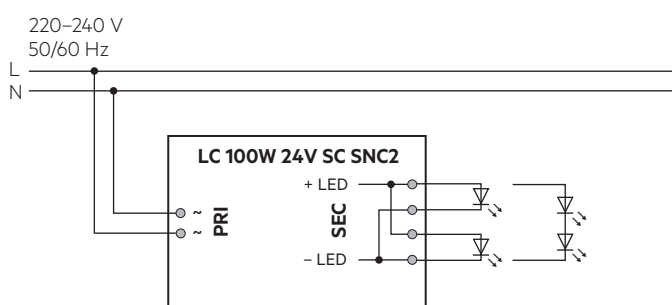 220–240 V
50/60 Hz
L
N
LC 100W 24V SC SNC2
+ LED
~ PRI
~
SEC
– LED